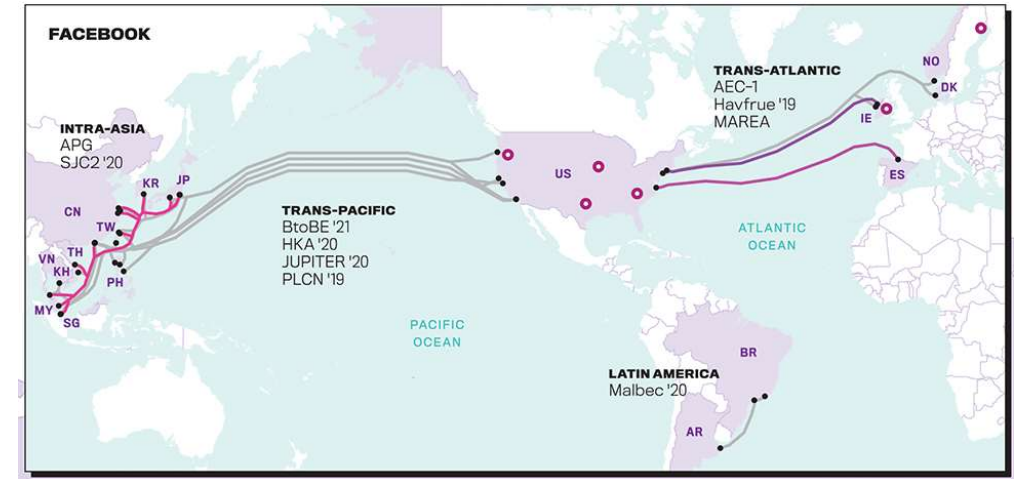 FACEBOOK
INTRA-ASIA
APG
SJC2 '20
KR
JP
CN
TW
TH
VN
KH
PH
MY
SG
TRANS-PACIFIC
BtoBE '21
HKA '20
JUPITER '20
PLCN '19
PACIFIC
OCEAN
US
TRANS-ATLANTIC
AEC-1
Havfrue '19
MAREA
NO
DK
IE
ES
ATLANTIC
OCEAN
LATIN AMERICA
Malbec '20
BR
AR